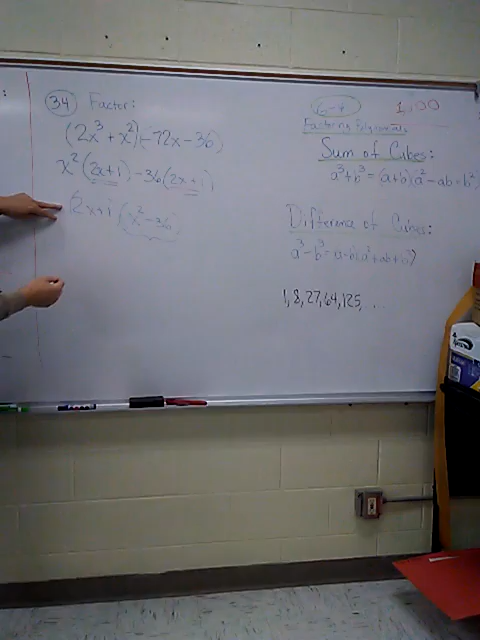 34 Factor:
(2x³ + x²)(-72x - 36)
x²(2x+1) - 36(2x+1)
(2x+1)(x² - 36)
6-4
1,00
Factoring Polynomials
Sum of Cubes:
a³+b³ = (a+b)(a² - ab + b²)
Difference of Cubes:
a³ - b³ = (a-b)(a²+ab+b²)
1, 8, 27, 64, 125, ...